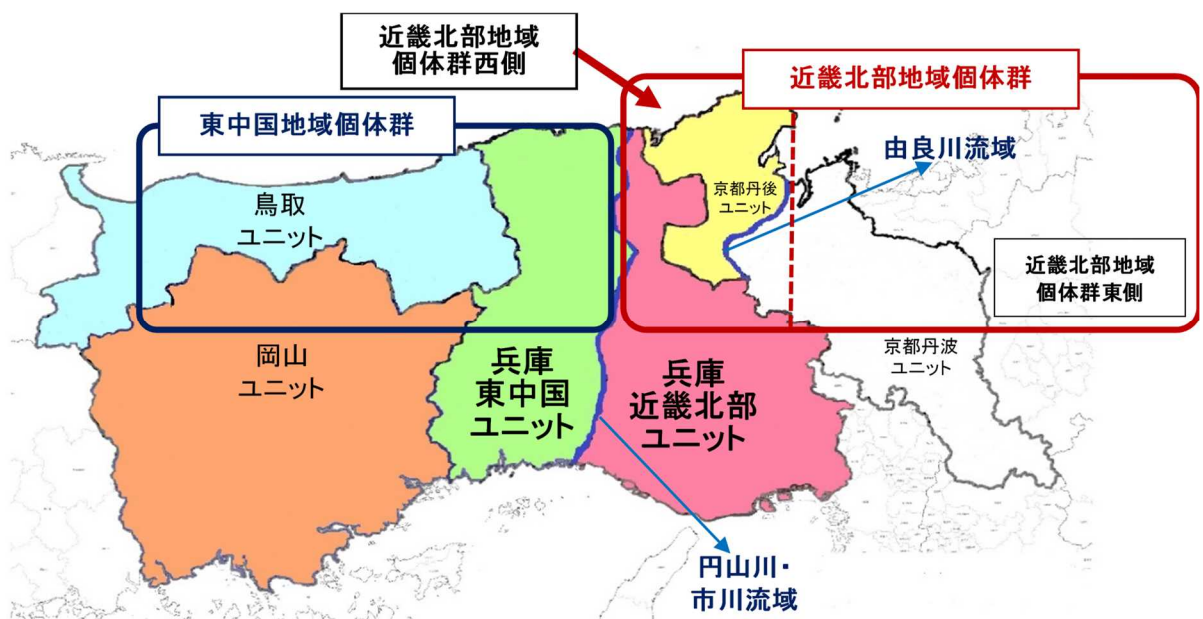 近畿北部地域
個体群西側
近畿北部地域個体群
東中国地域個体群
由良川流域
京都丹後
ユニット
鳥取
ユニット
近畿北部地域
個体群東側
岡山
ユニット
兵庫
東中国
ユニット
兵庫
近畿北部
ユニット
京都丹波
ユニット
円山川・
市川流域